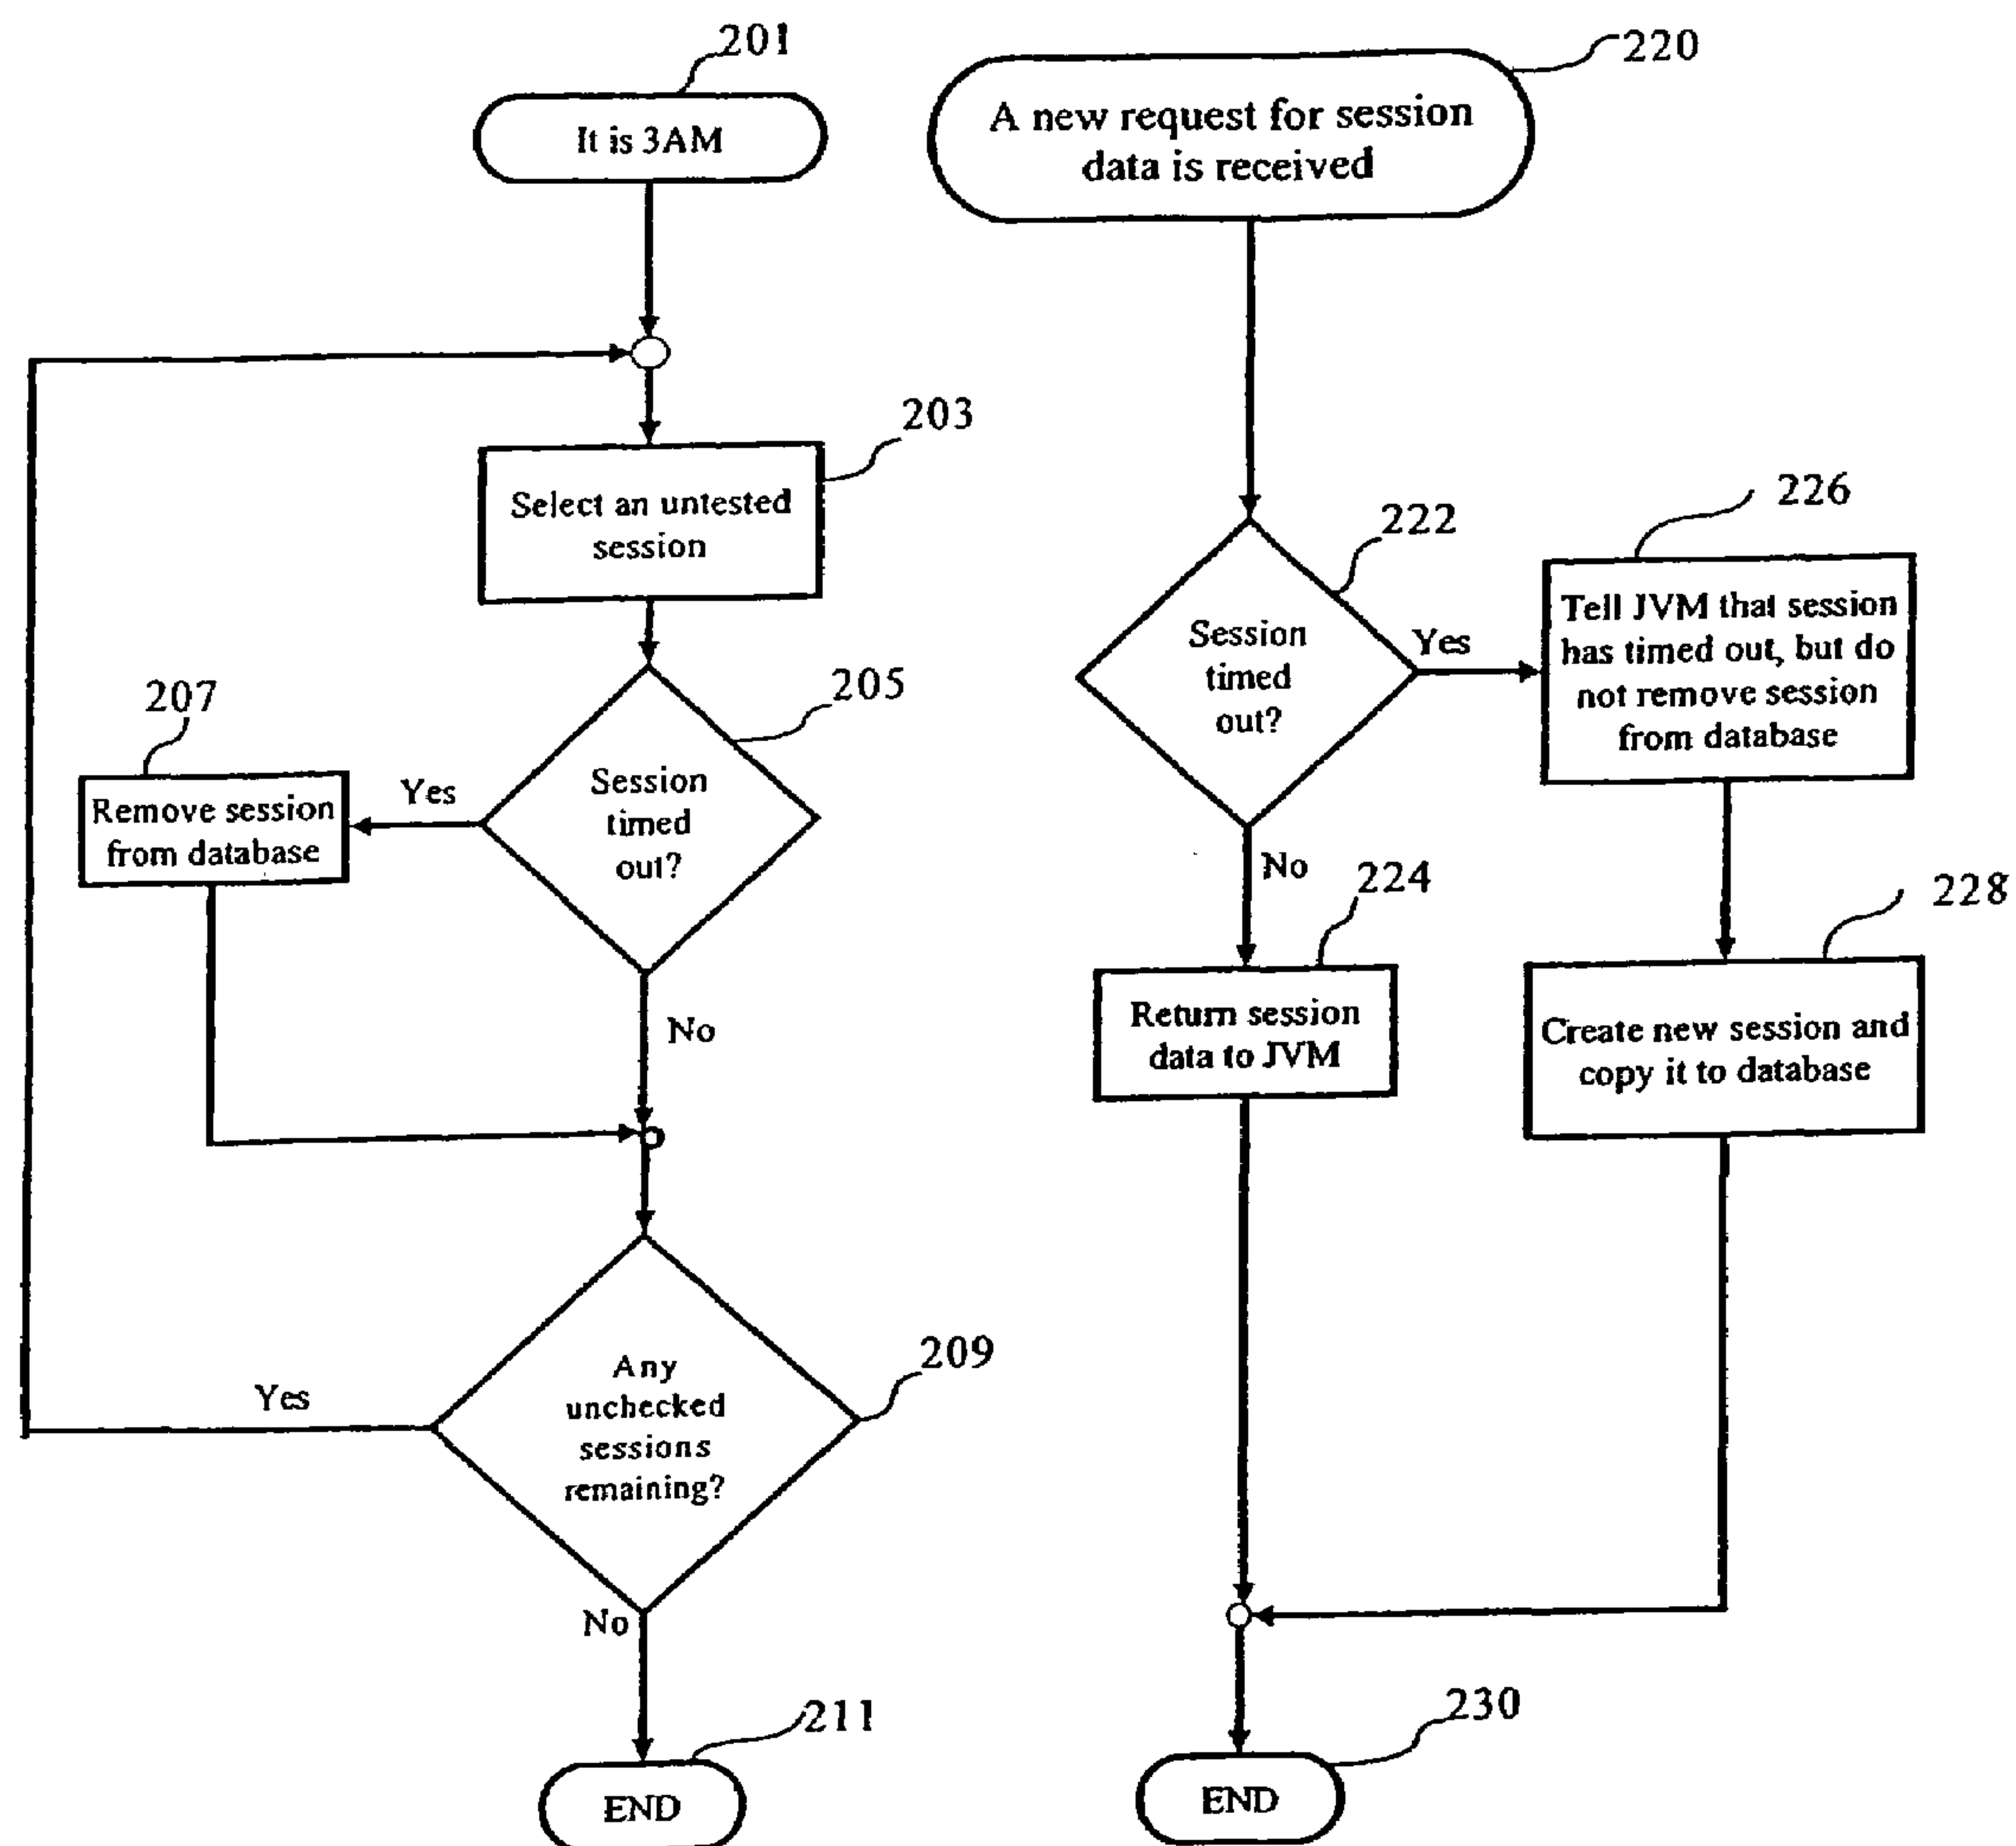 201
It is 3AM
203
Select an untested
session
205
Session
timed
out?
Yes
207
Remove session
from database
No
209
Any
unchecked
sessions
remaining?
Yes
No
211
END
220
A new request for session
data is received
222
Session
timed
out?
Yes
226
Tell JVM that session
has timed out, but do
not remove session
from database
No
224
Return session
data to JVM
228
Create new session and
copy it to database
230
END